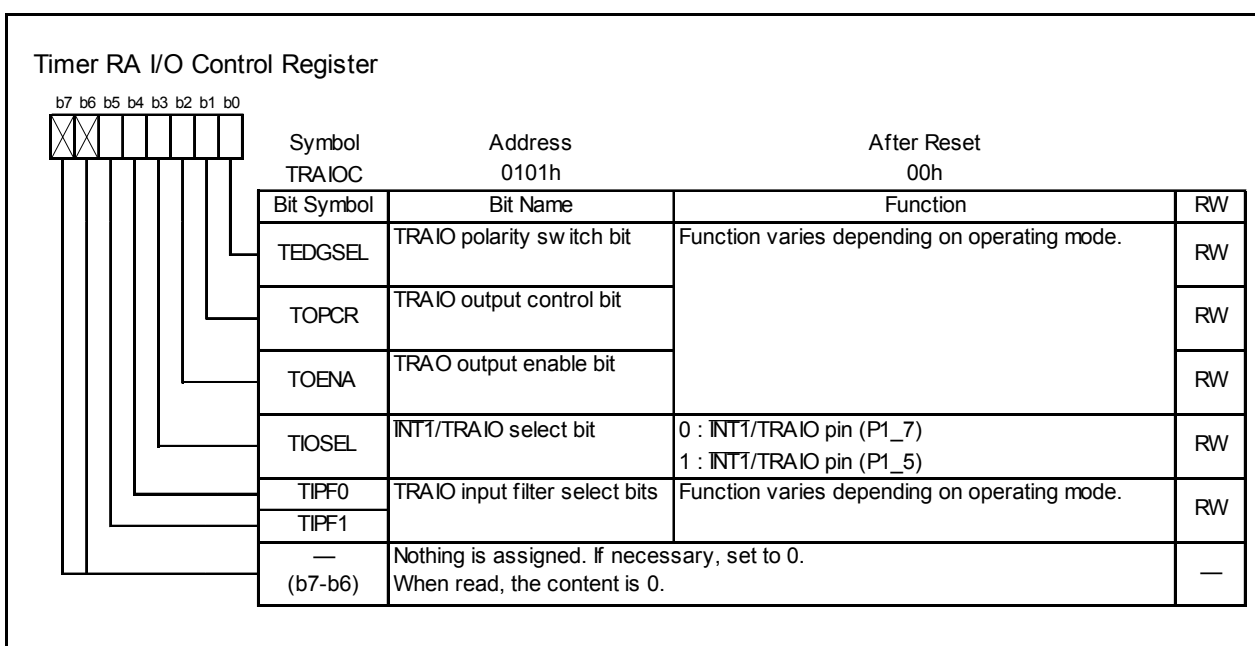 Timer RA I/O Control Register
b7 b6 b5 b4 b3 b2 b1 b0
Symbol Address After Reset
TRAIOC 0101h 00h
Bit Symbol Bit Name Function RW
TEDGSEL TRAIO polarity switch bit Function varies depending on operating mode. RW
TOPCR TRAIO output control bit RW
TOENA TRAO output enable bit RW
TIOSEL INT1/TRAIO select bit 0 : INT1/TRAIO pin (P1_7) RW
1 : INT1/TRAIO pin (P1_5)
TIPF0 TRAIO input filter select bits Function varies depending on operating mode. RW
TIPF1
— Nothing is assigned. If necessary, set to 0. —
(b7-b6) When read, the content is 0.